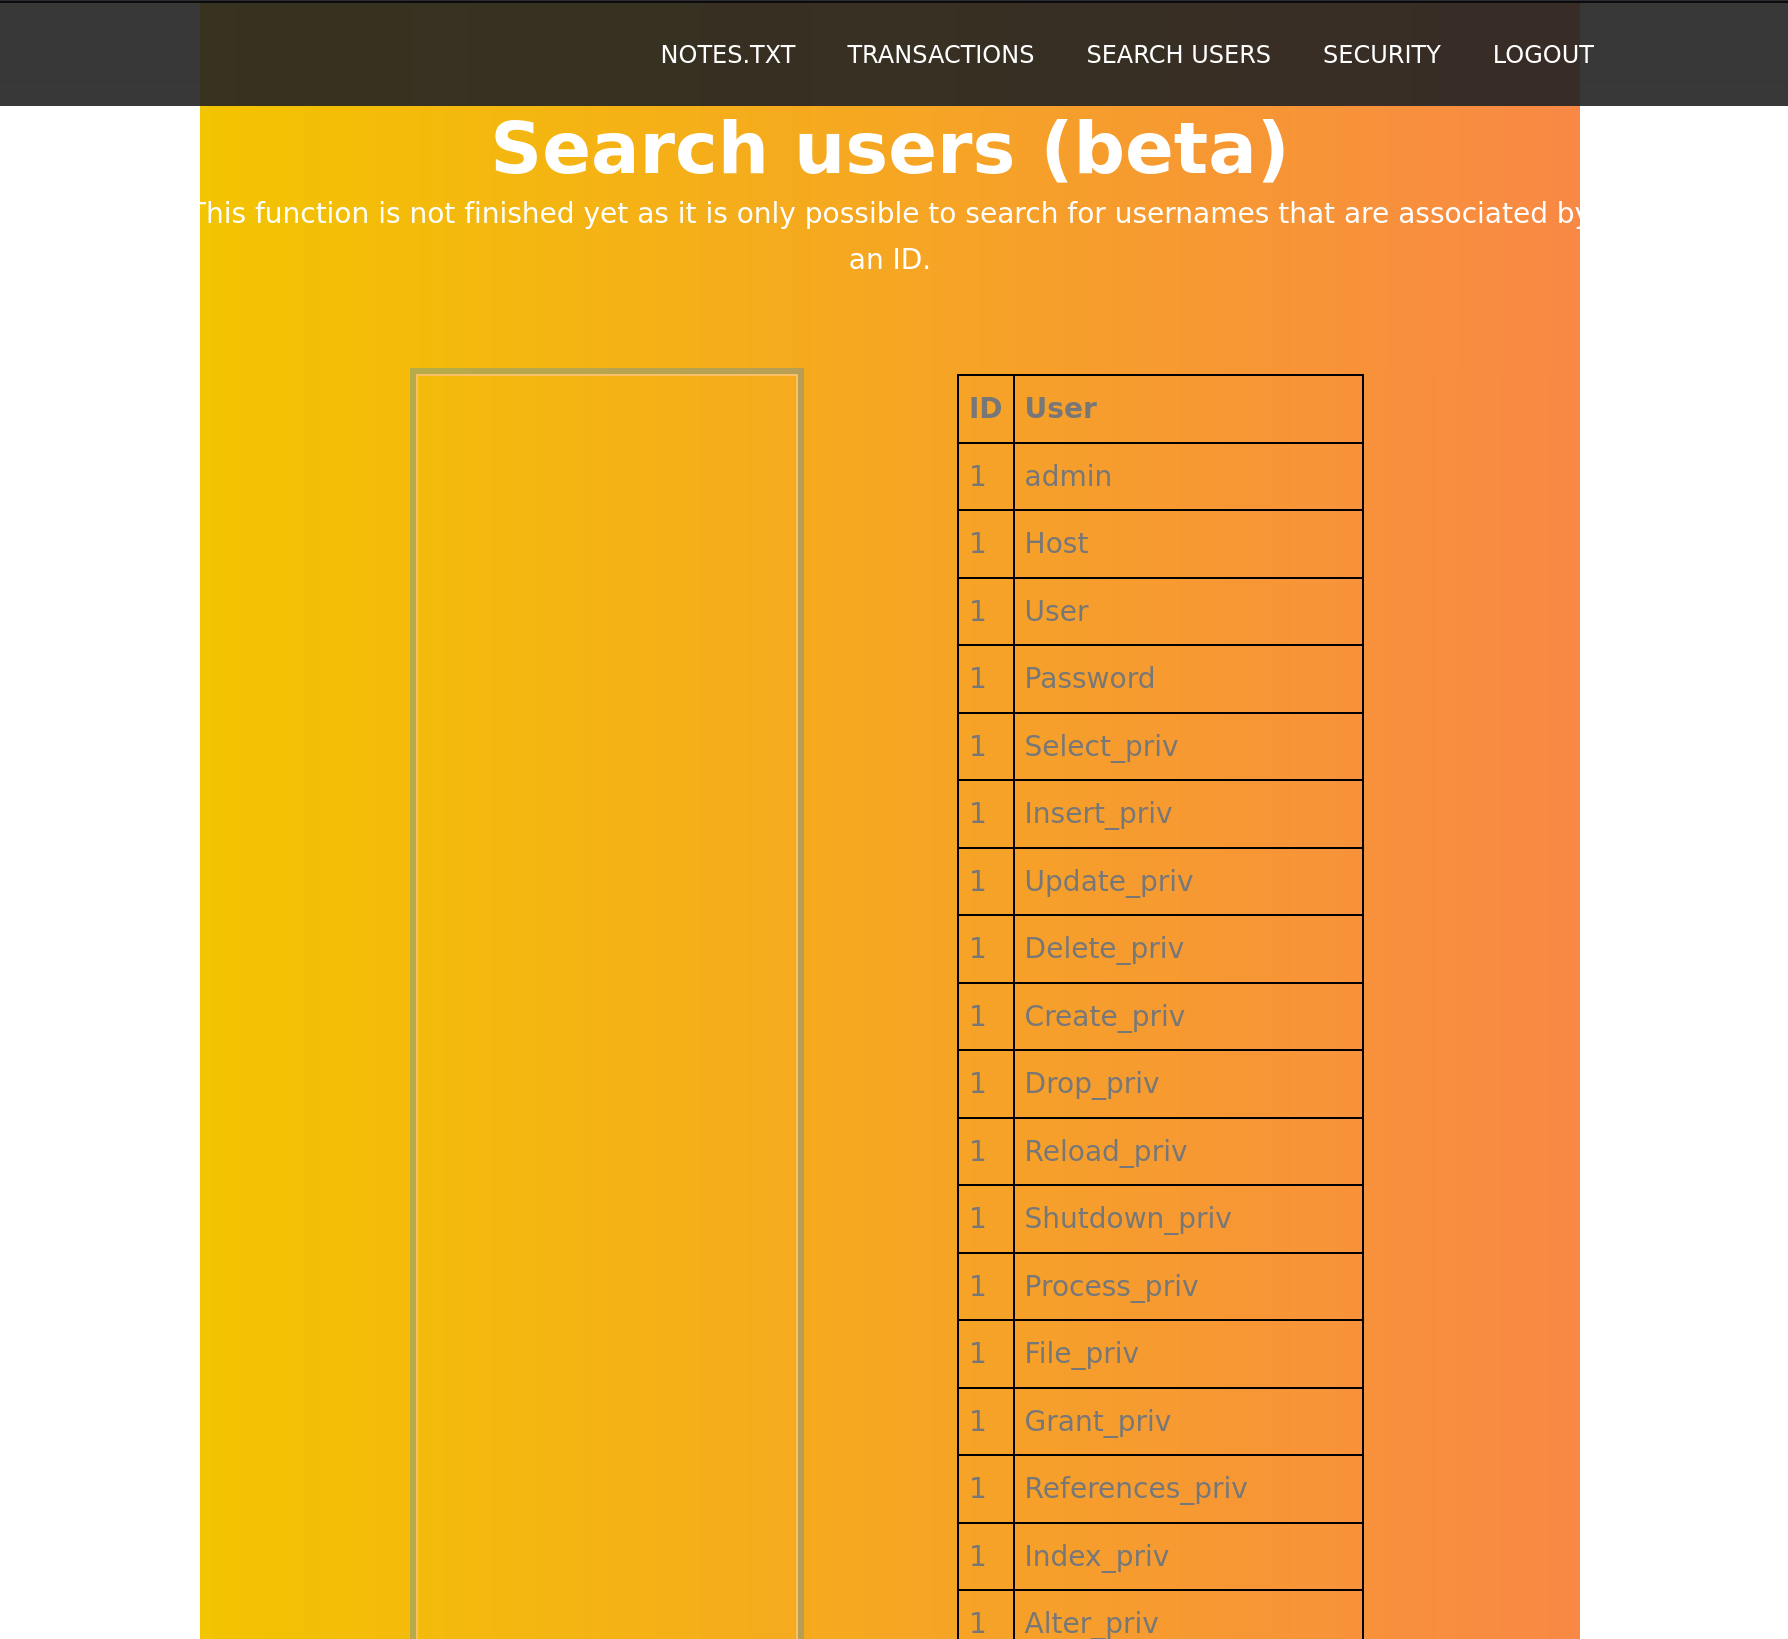 NOTES.TXT TRANSACTIONS SEARCH USERS SECURITY LOGOUT
Search users (beta)
This function is not finished yet as it is only possible to search for usernames that are associated by
an ID.
ID User
1 admin
1 Host
1 User
1 Password
1 Select_priv
1 Insert_priv
1 Update_priv
1 Delete_priv
1 Create_priv
1 Drop_priv
1 Reload_priv
1 Shutdown_priv
1 Process_priv
1 File_priv
1 Grant_priv
1 References_priv
1 Index_priv
1 Alter_priv